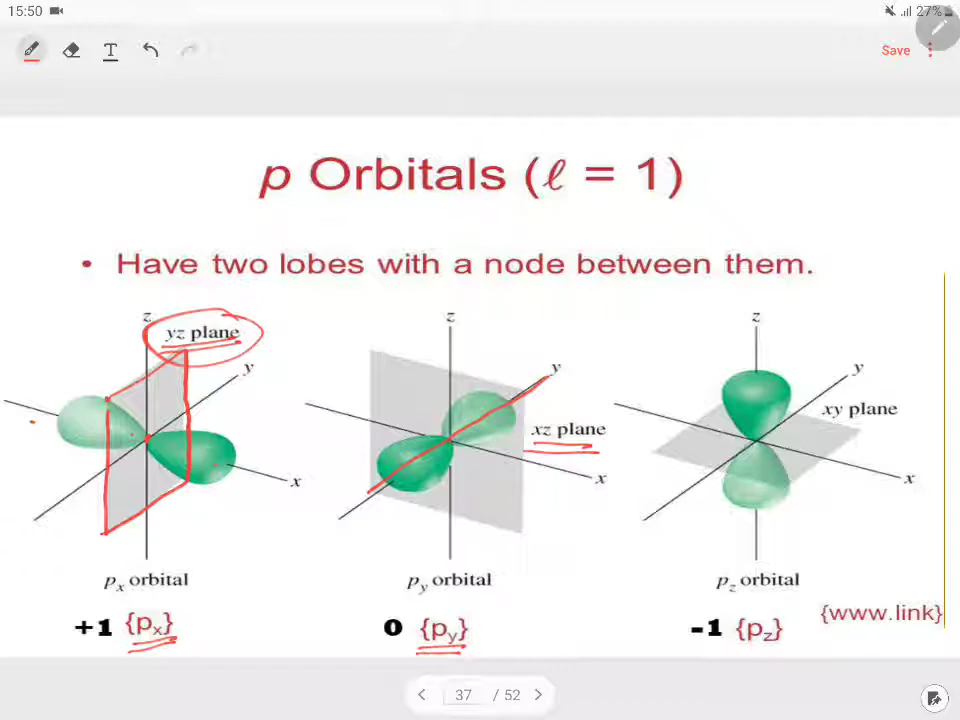 15:50 27%
T Save
p Orbitals (ℓ = 1)
• Have two lobes with a node between them.
z z z
yz plane
y y y
xy plane
xz plane
x x x
px orbital py orbital pz orbital
+1 {px} 0 {py} -1 {pz} {www.link}
37 / 52